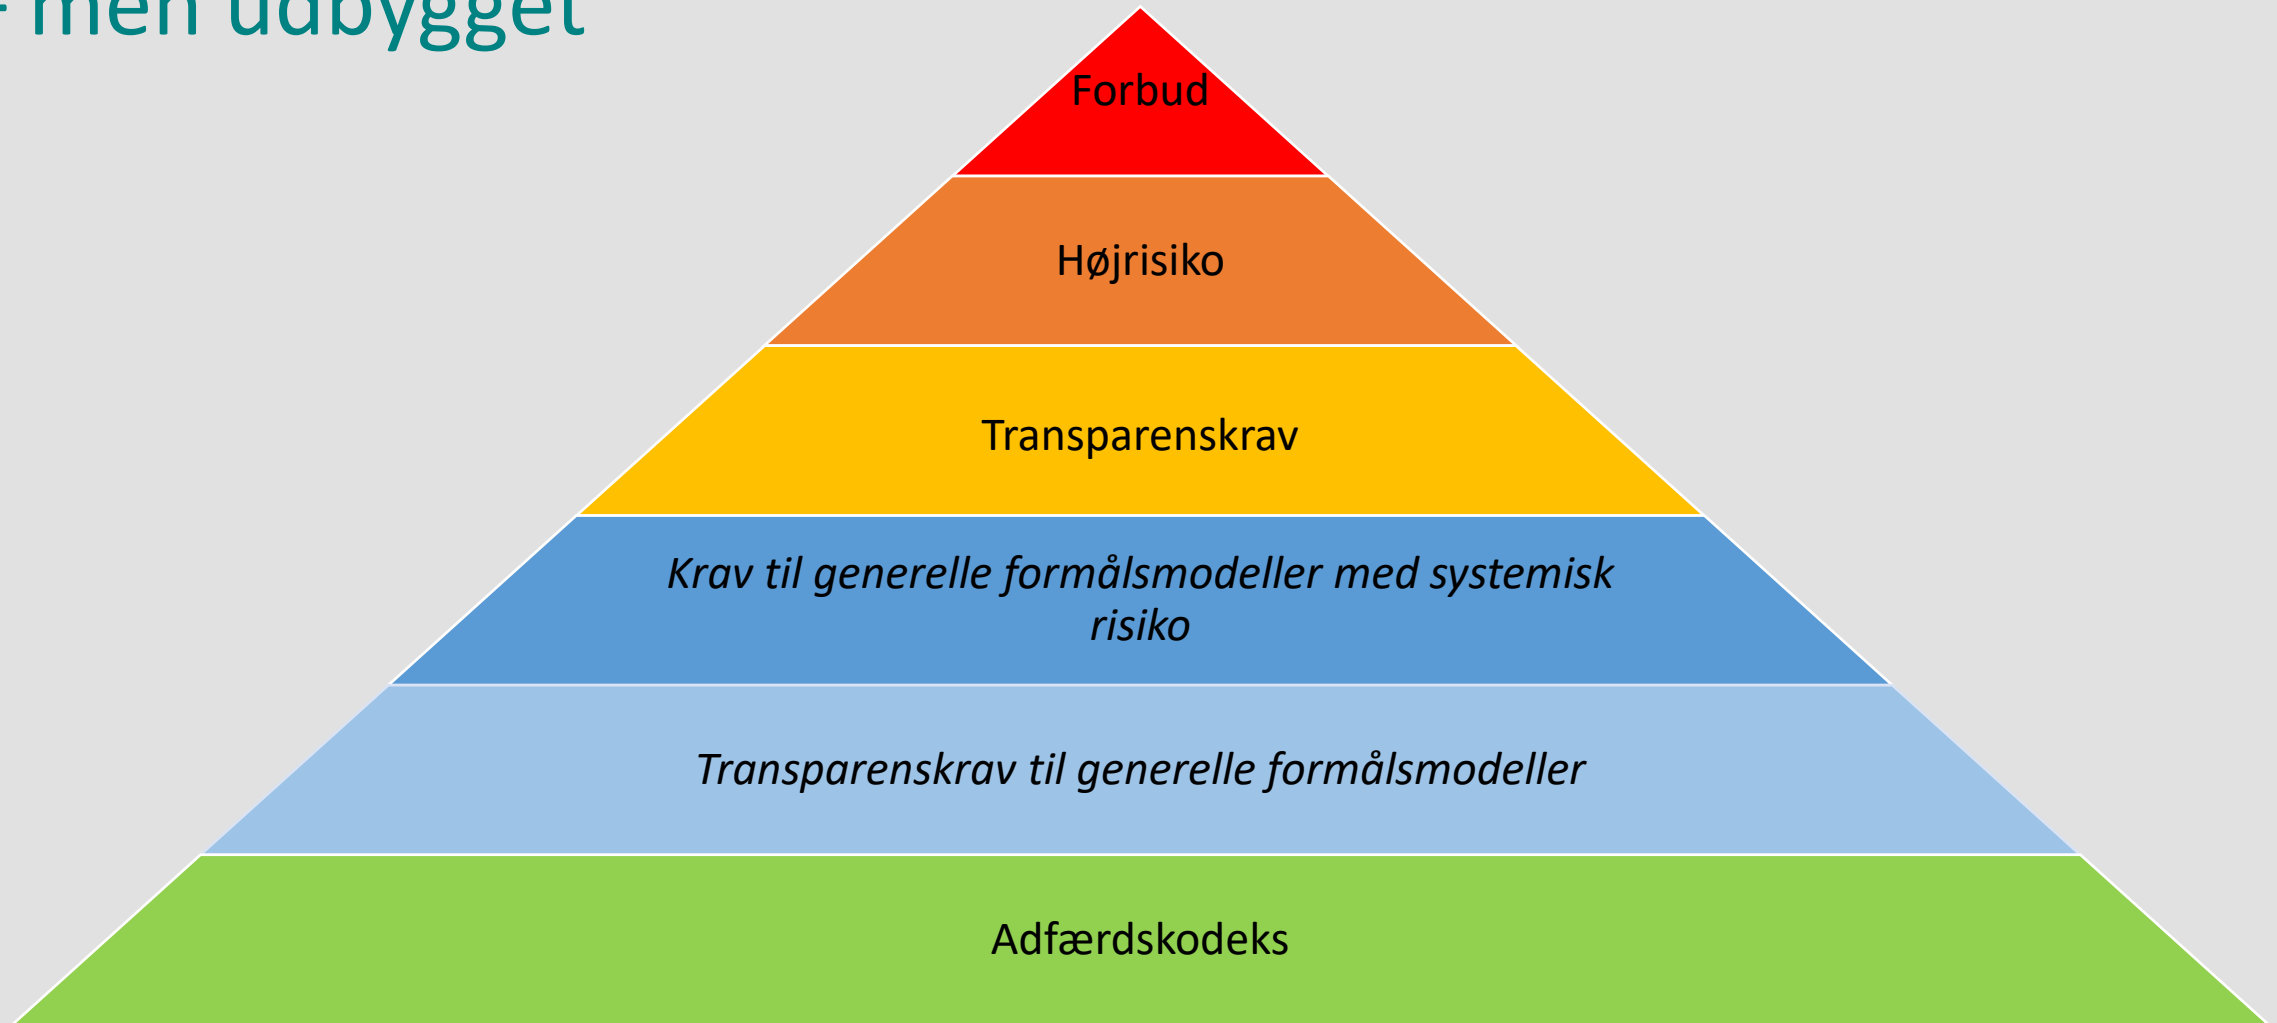 - men udbygget
Forbud
Højrisiko
Transparenskrav
Krav til generelle formålsmodeller med systemisk
risiko
Transparenskrav til generelle formålsmodeller
Adfærdskodeks